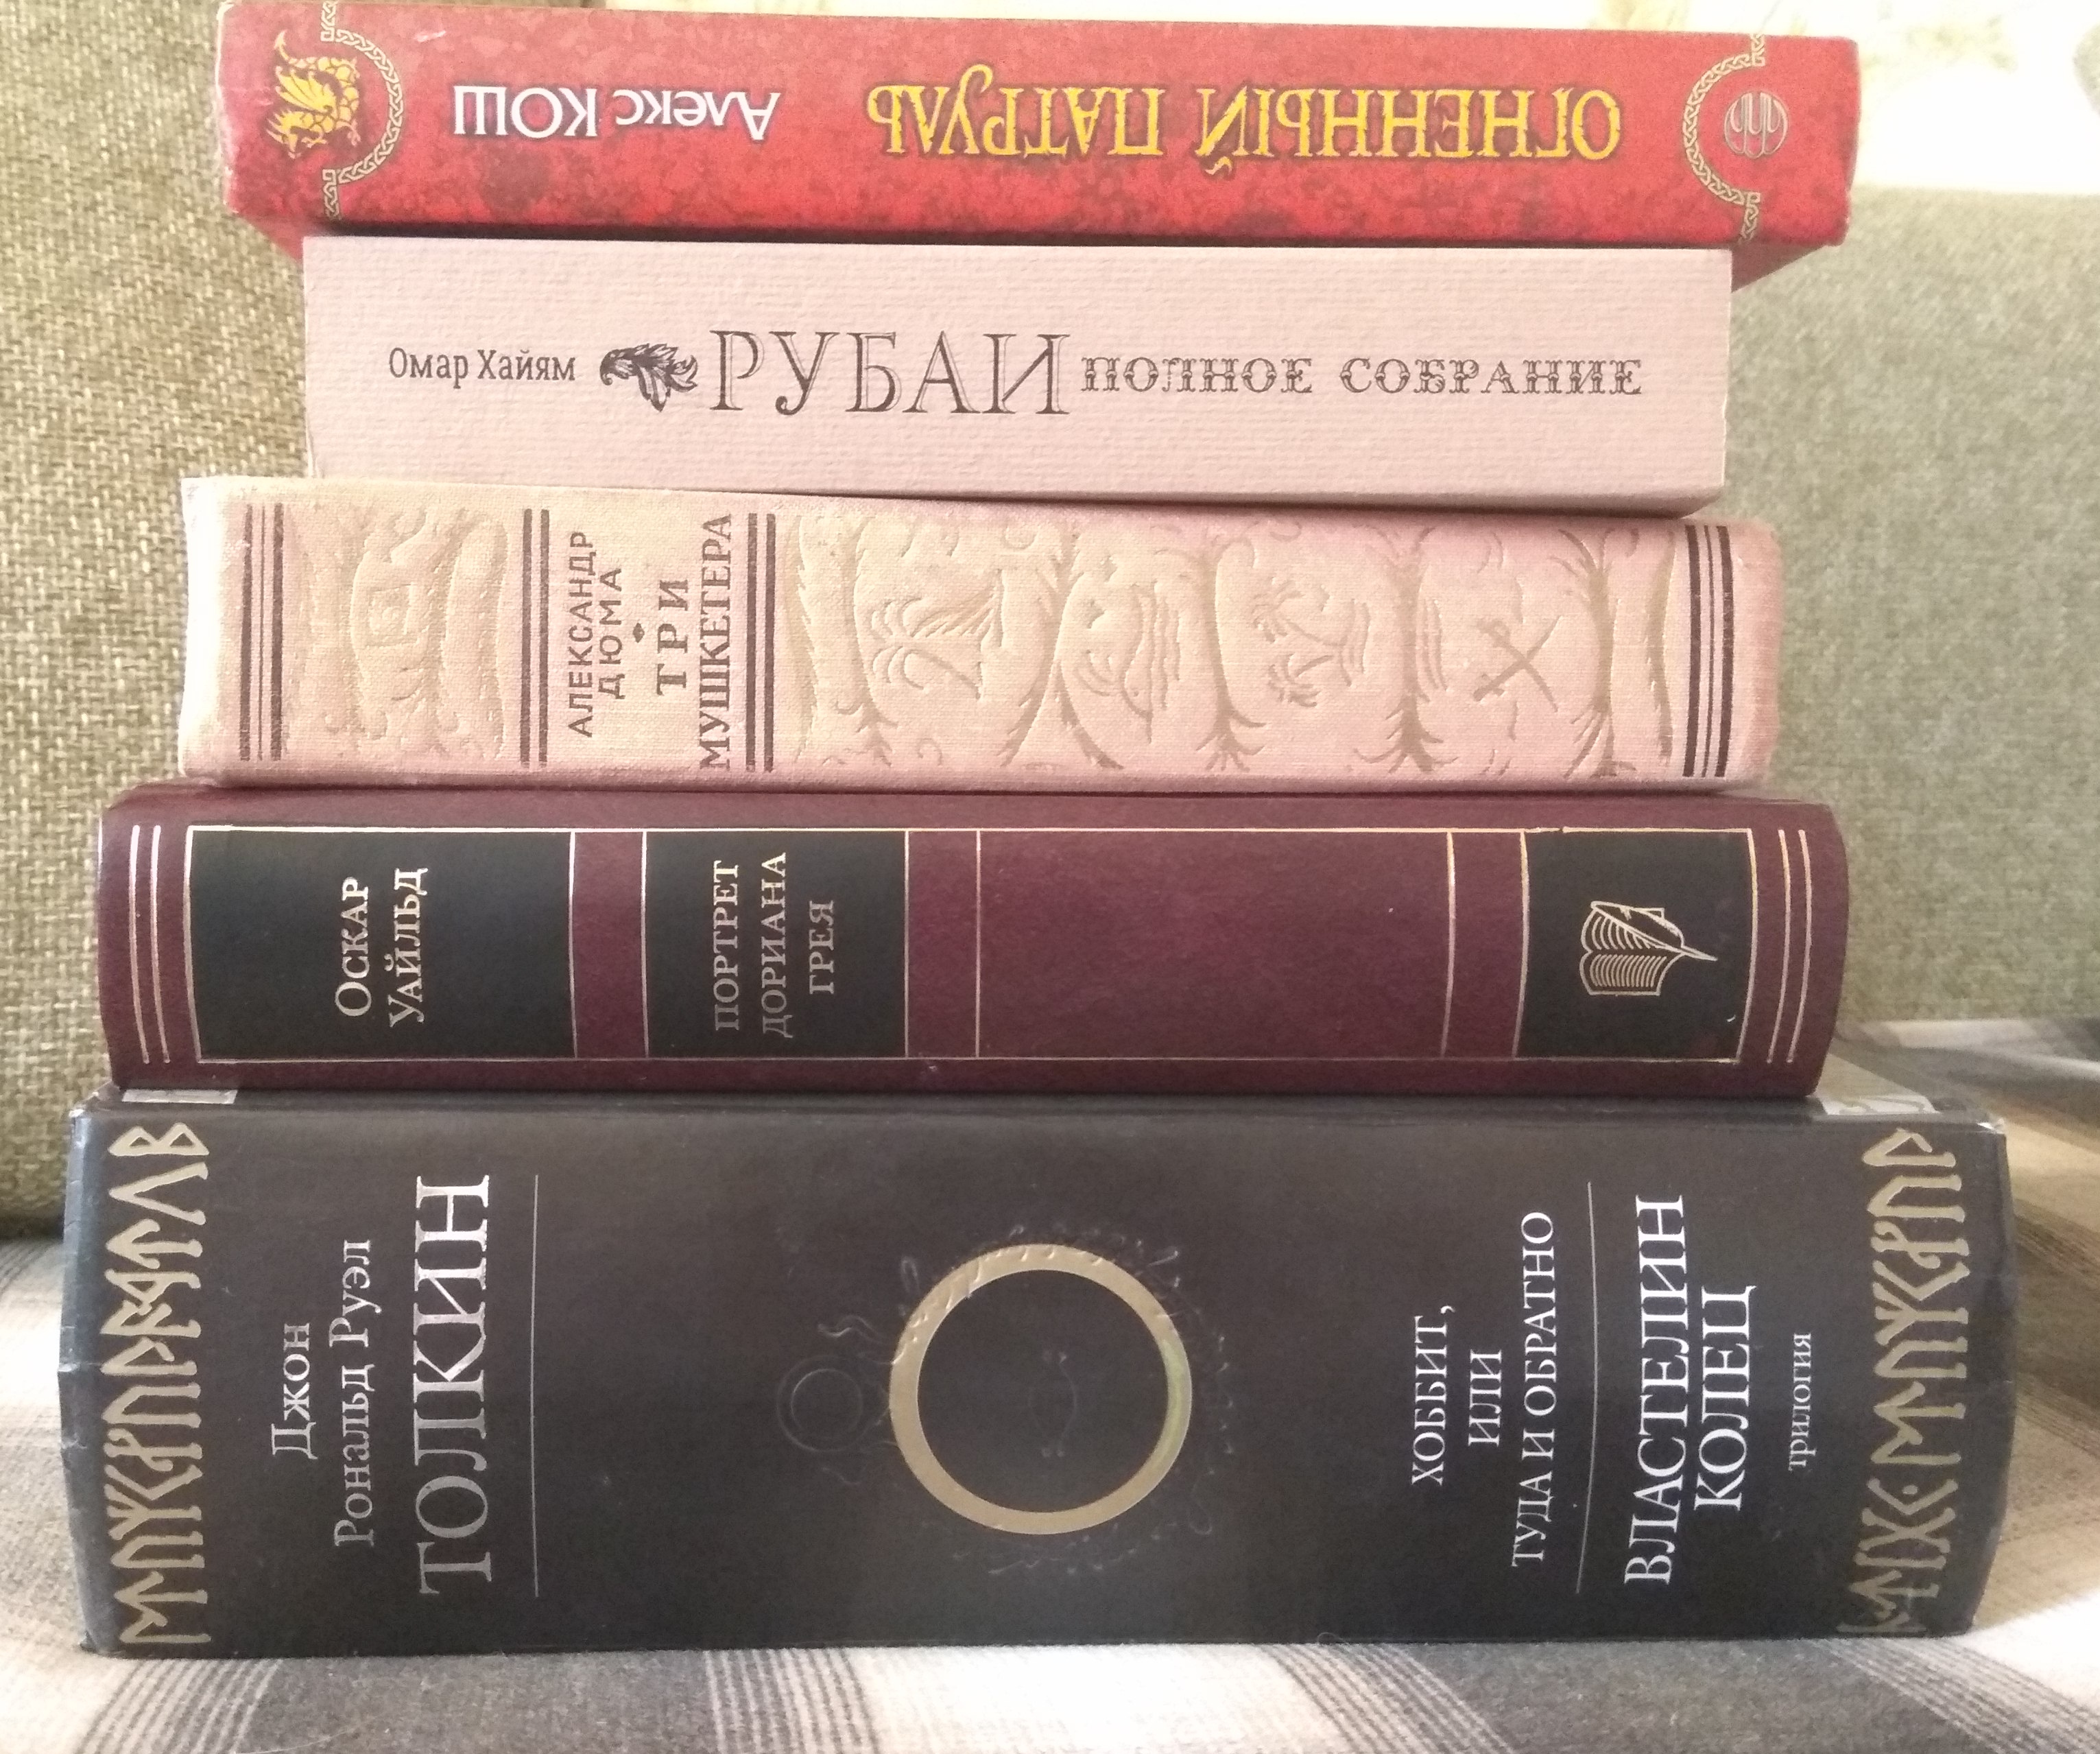 Алекс КОШ
ОГНЕННЫЙ ПАТРУЛЬ
Омар Хайям
РУБАИ ПОЛНОЕ СОБРАНИЕ
АЛЕКСАНДР
ДЮМА
ТРИ
МУШКЕТЕРА
ОСКАР
УАЙЛЬД
ПОРТРЕТ
ДОРИАНА
ГРЕЯ
Джон
Рональд Руэл
ТОЛКИН
ХОББИТ,
ИЛИ
ТУДА И ОБРАТНО
ВЛАСТЕЛИН
КОЛЕЦ
трилогия